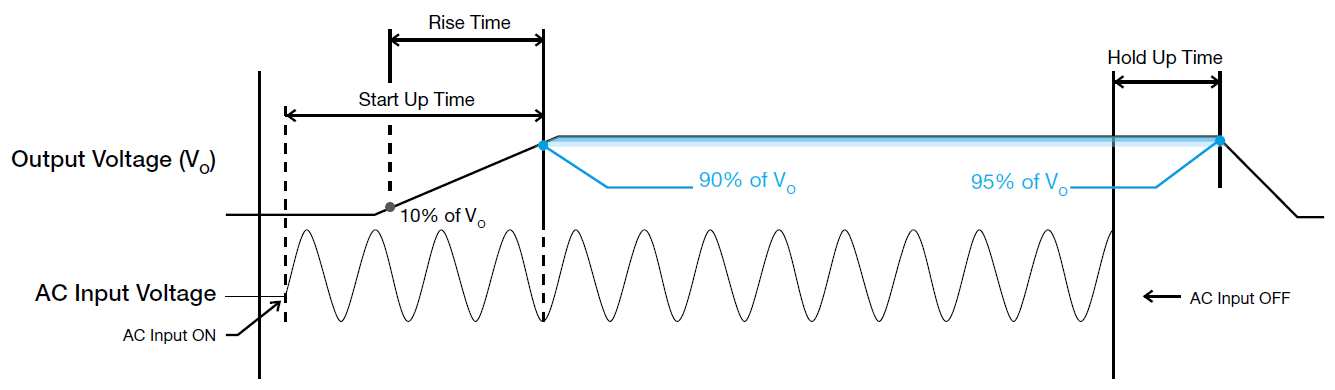 Rise Time
Hold Up Time
Start Up Time
Output Voltage (Vo)
90% of Vo
95% of Vo
10% of Vo
AC Input Voltage
AC Input OFF
AC Input ON